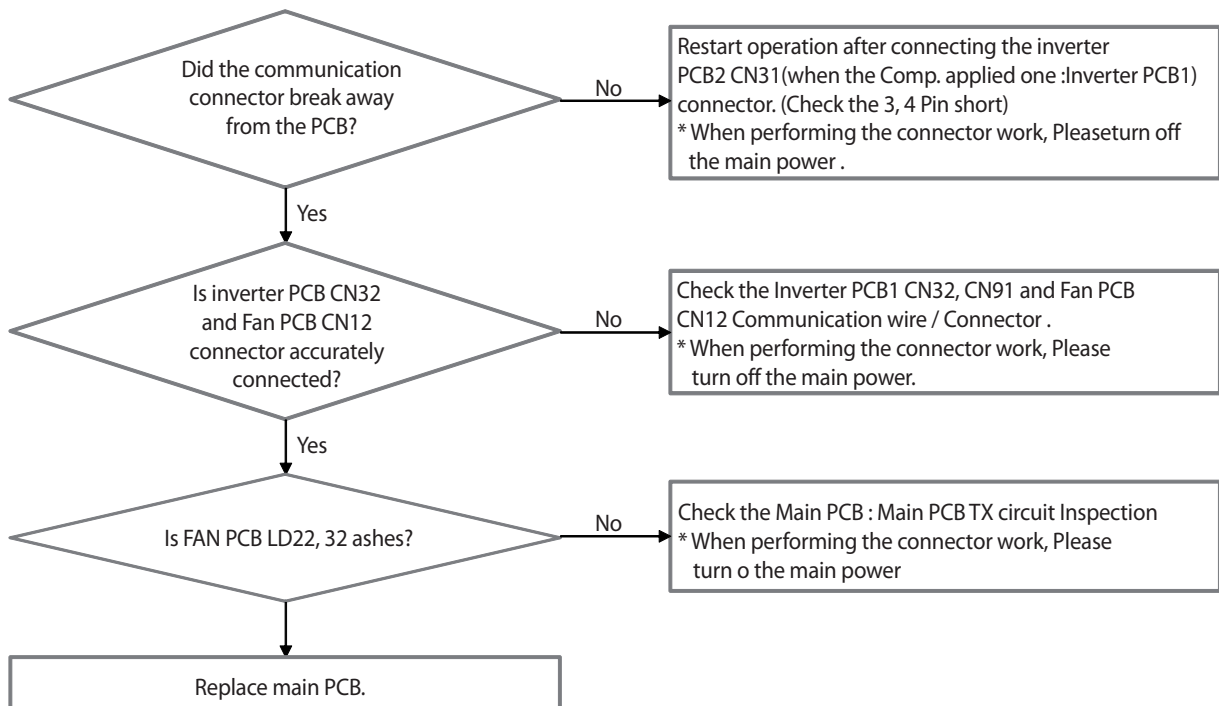 Did the communication
connector break away
from the PCB?
No
Restart operation after connecting the inverter
PCB2 CN31(when the Comp. applied one :Inverter PCB1)
connector. (Check the 3, 4 Pin short)
* When performing the connector work, Pleaseturn off
the main power .
Yes
Is inverter PCB CN32
and Fan PCB CN12
connector accurately
connected?
No
Check the Inverter PCB1 CN32, CN91 and Fan PCB
CN12 Communication wire / Connector .
* When performing the connector work, Please
turn off the main power.
Yes
Is FAN PCB LD22, 32 ashes?
No
Check the Main PCB : Main PCB TX circuit Inspection
* When performing the connector work, Please
turn o the main power
Replace main PCB.